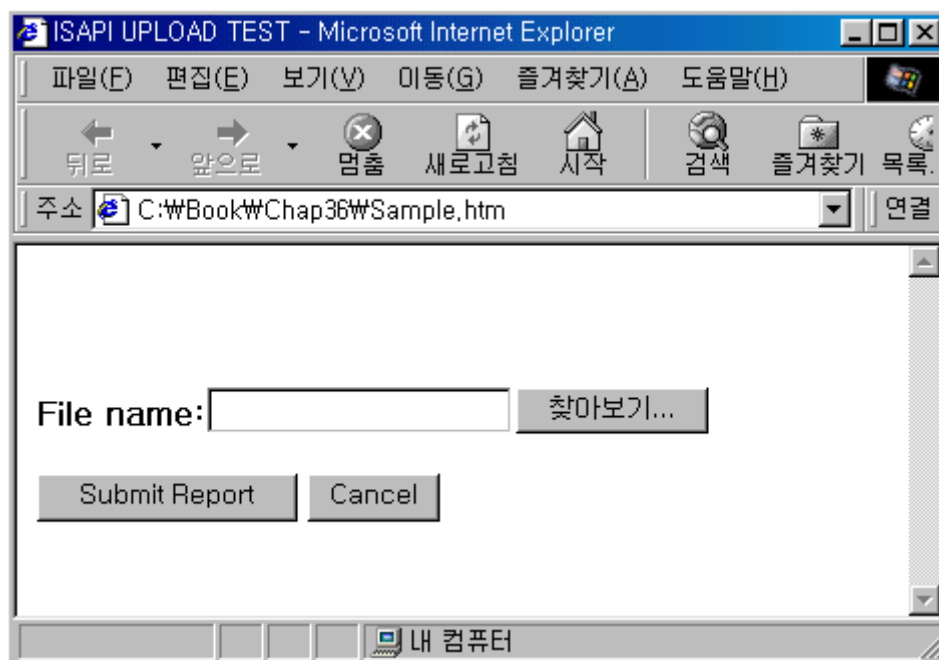 ISAPI UPLOAD TEST - Microsoft Internet Explorer
파일(F) 편집(E) 보기(V) 이동(G) 즐겨찾기(A) 도움말(H)
뒤로 앞으로 멈춤 새로고침 시작 검색 즐겨찾기 목록.
주소 C:₩Book₩Chap36₩Sample.htm 연결
File name: 찾아보기...
Submit Report Cancel
내 컴퓨터